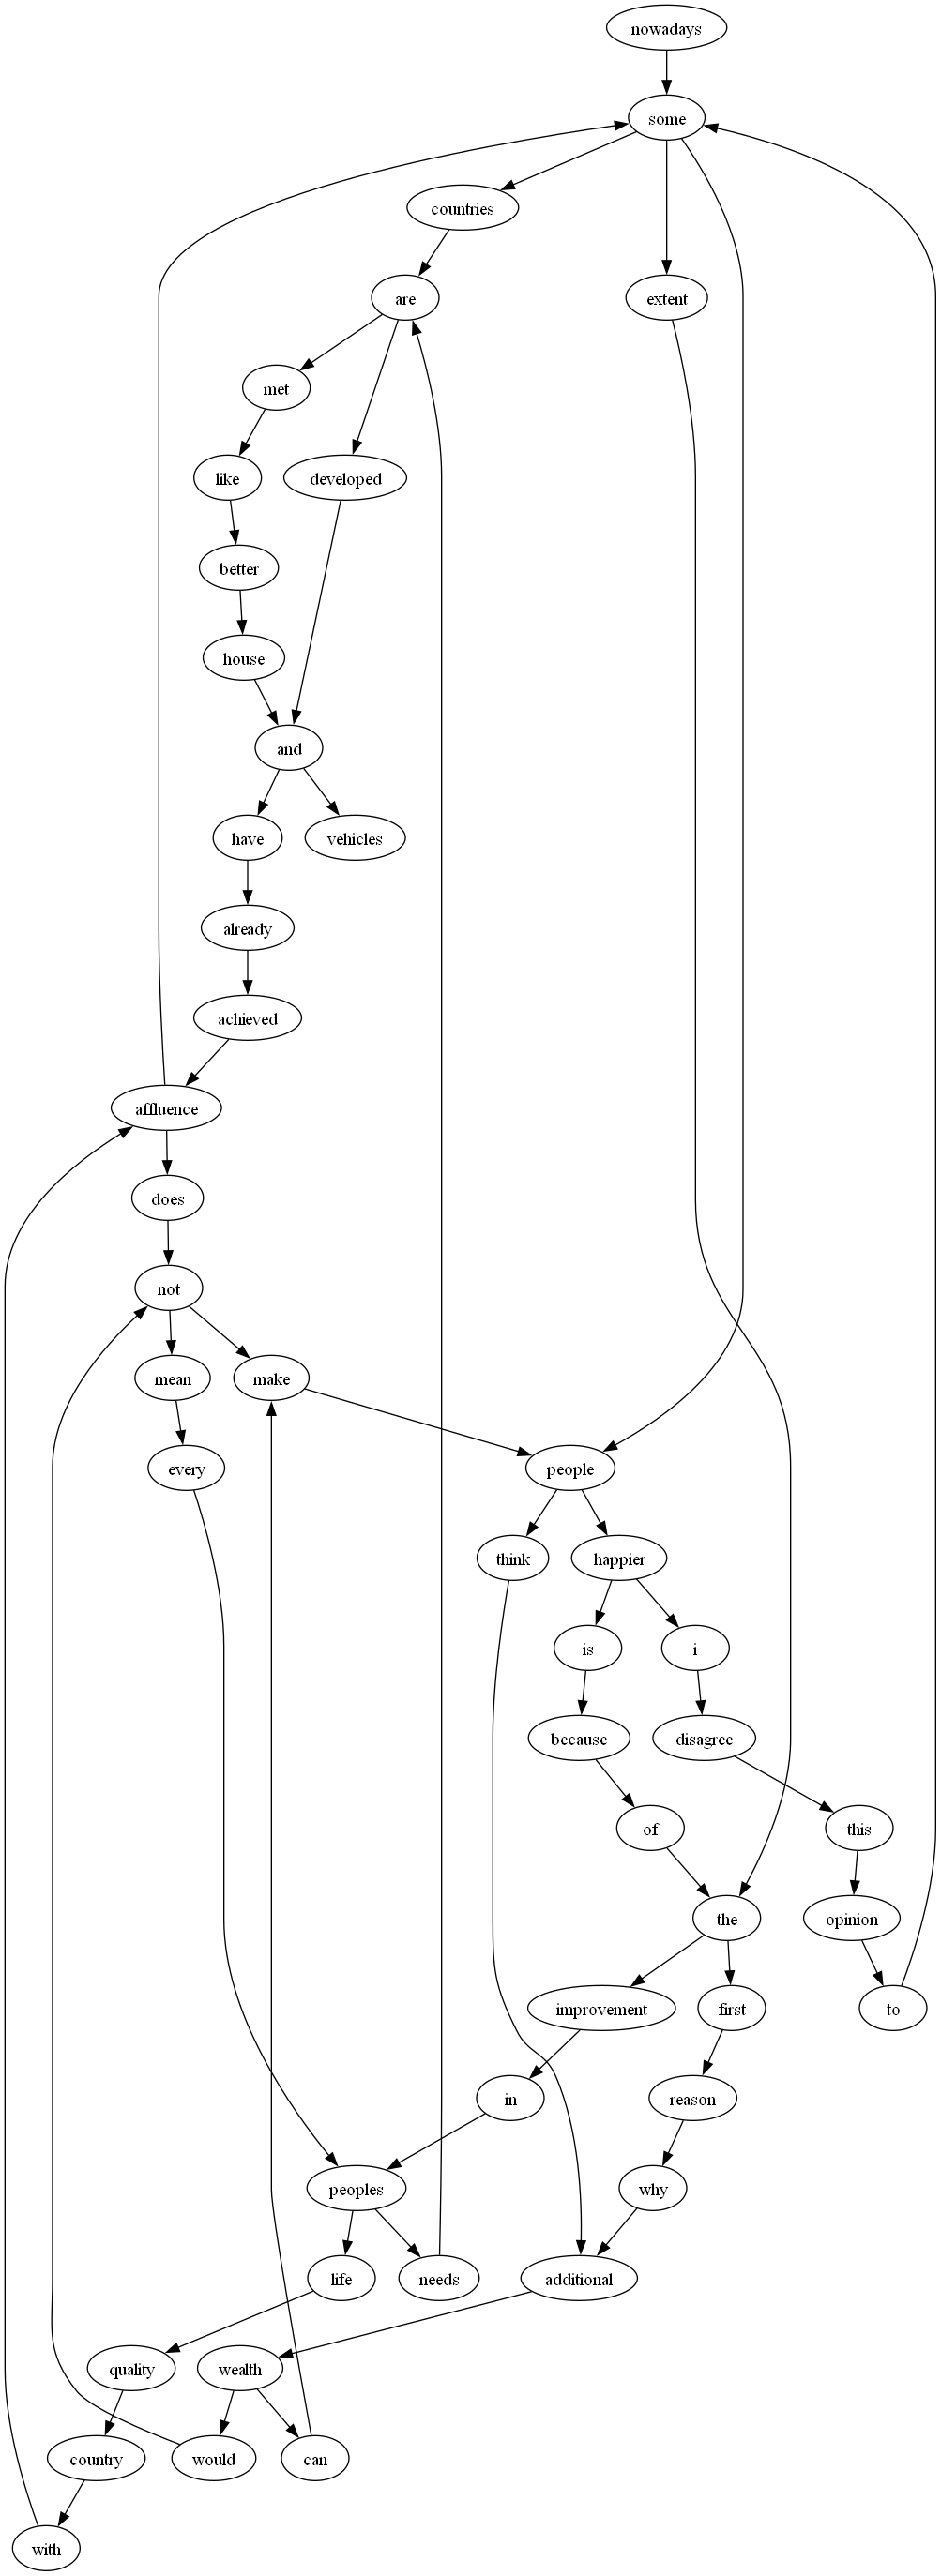 nowadays
some
countries
are
extent
met
like
developed
better
house
and
have
vehicles
already
achieved
affluence
does
not
mean
make
every
people
think
happier
is
i
because
disagree
of
this
the
opinion
improvement
first
to
in
reason
peoples
why
life
needs
additional
quality
wealth
country
would
can
with